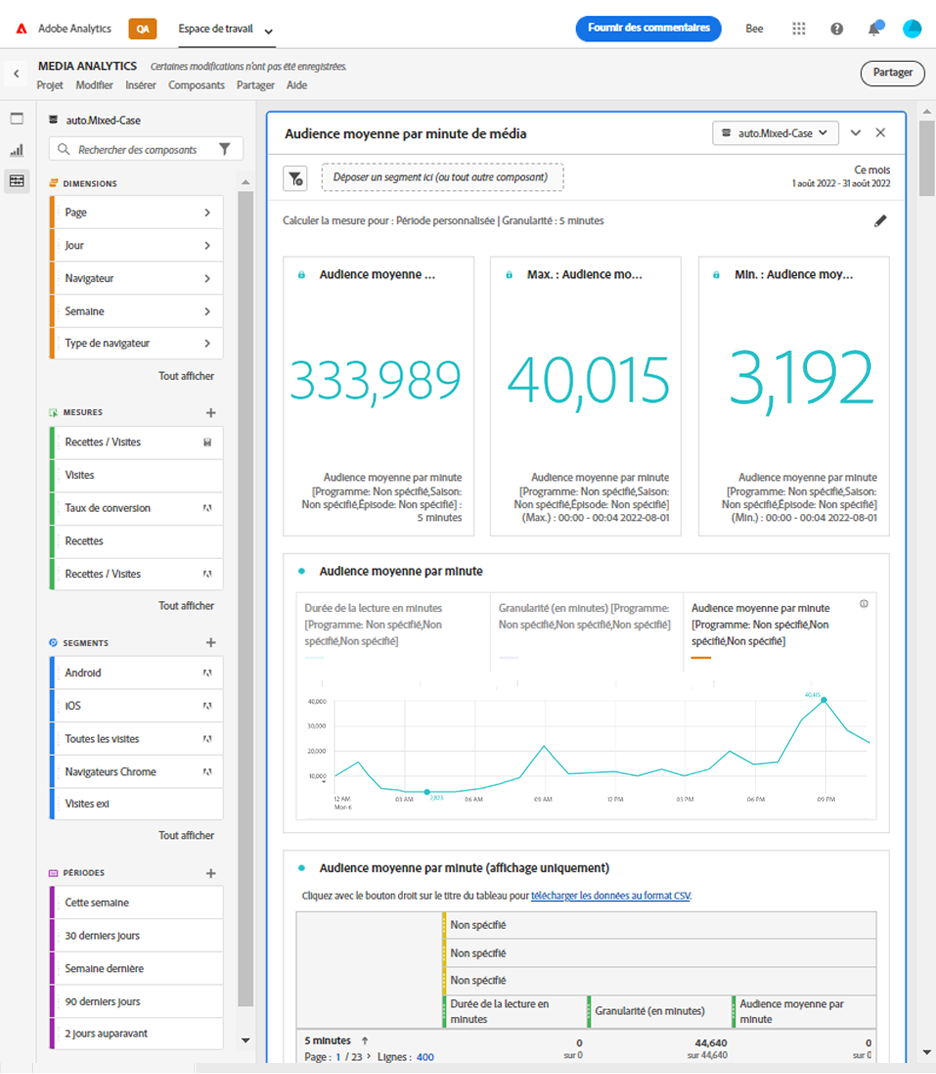 Adobe Analytics QA Espace de travail Fournir des commentaires Bee
MEDIA ANALYTICS Certaines modifications n'ont pas été enregistrées.
Projet Modifier Insérer Composants Partager Aide
Partager
auto.Mixed-Case
Rechercher des composants
DIMENSIONS
Page
Jour
Navigateur
Semaine
Type de navigateur
Tout afficher
MESURES
Recettes / Visites
Visites
Taux de conversion
Recettes
Recettes / Visites
Tout afficher
SEGMENTS
Android
iOS
Toutes les visites
Navigateurs Chrome
Visites exi
Tout afficher
PÉRIODES
Cette semaine
30 derniers jours
Semaine dernière
90 derniers jours
2 jours auparavant
Audience moyenne par minute de média
auto.Mixed-Case
Déposer un segment ici (ou tout autre composant)
Ce mois
1 août 2022 - 31 août 2022
Calculer la mesure pour : Période personnalisée | Granularité : 5 minutes
Audience moyenne ...
333,989
Audience moyenne par minute
[Programme: Non spécifié,Saison:
Non spécifié,Épisode: Non spécifié] :
5 minutes
Max. : Audience mo...
40,015
Audience moyenne par minute
[Programme: Non spécifié,Saison:
Non spécifié,Épisode: Non spécifié]
(Max.) : 00:00 - 00:04 2022-08-01
Min. : Audience moy...
3,192
Audience moyenne par minute
[Programme: Non spécifié,Saison:
Non spécifié,Épisode: Non spécifié]
(Min.) : 00:00 - 00:04 2022-08-01
Audience moyenne par minute
Durée de la lecture en minutes
[Programme: Non spécifié,Non
spécifié,Non spécifié]
Granularité (en minutes) [Programme:
Non spécifié,Non spécifié,Non spécifié]
Audience moyenne par minute
[Programme: Non spécifié,Non
spécifié,Non spécifié]
40,000
30,000
20,000
10,000
12 AM 03 AM 06 AM 09 AM 12 PM 03 PM 06 PM 09 PM
Mon 6
Audience moyenne par minute (affichage uniquement)
Cliquez avec le bouton droit sur le titre du tableau pour télécharger les données au format CSV.
Non spécifié
Non spécifié
Non spécifié
Durée de la lecture en
minutes
Granularité (en minutes)
Audience moyenne par
minute
5 minutes ↑ 0 44,640 0
Page : 1 / 23 > Lignes : 400 sur 0 sur 44,640 sur 0